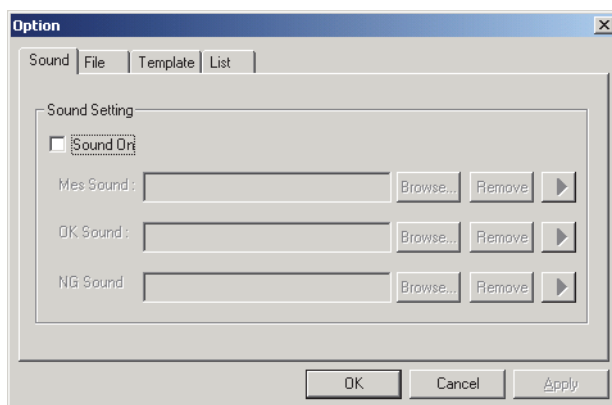 Option
Sound File Template List
Sound Setting
Sound On
Mes Sound : Browse... Remove
OK Sound : Browse... Remove
NG Sound Browse... Remove
OK Cancel Apply